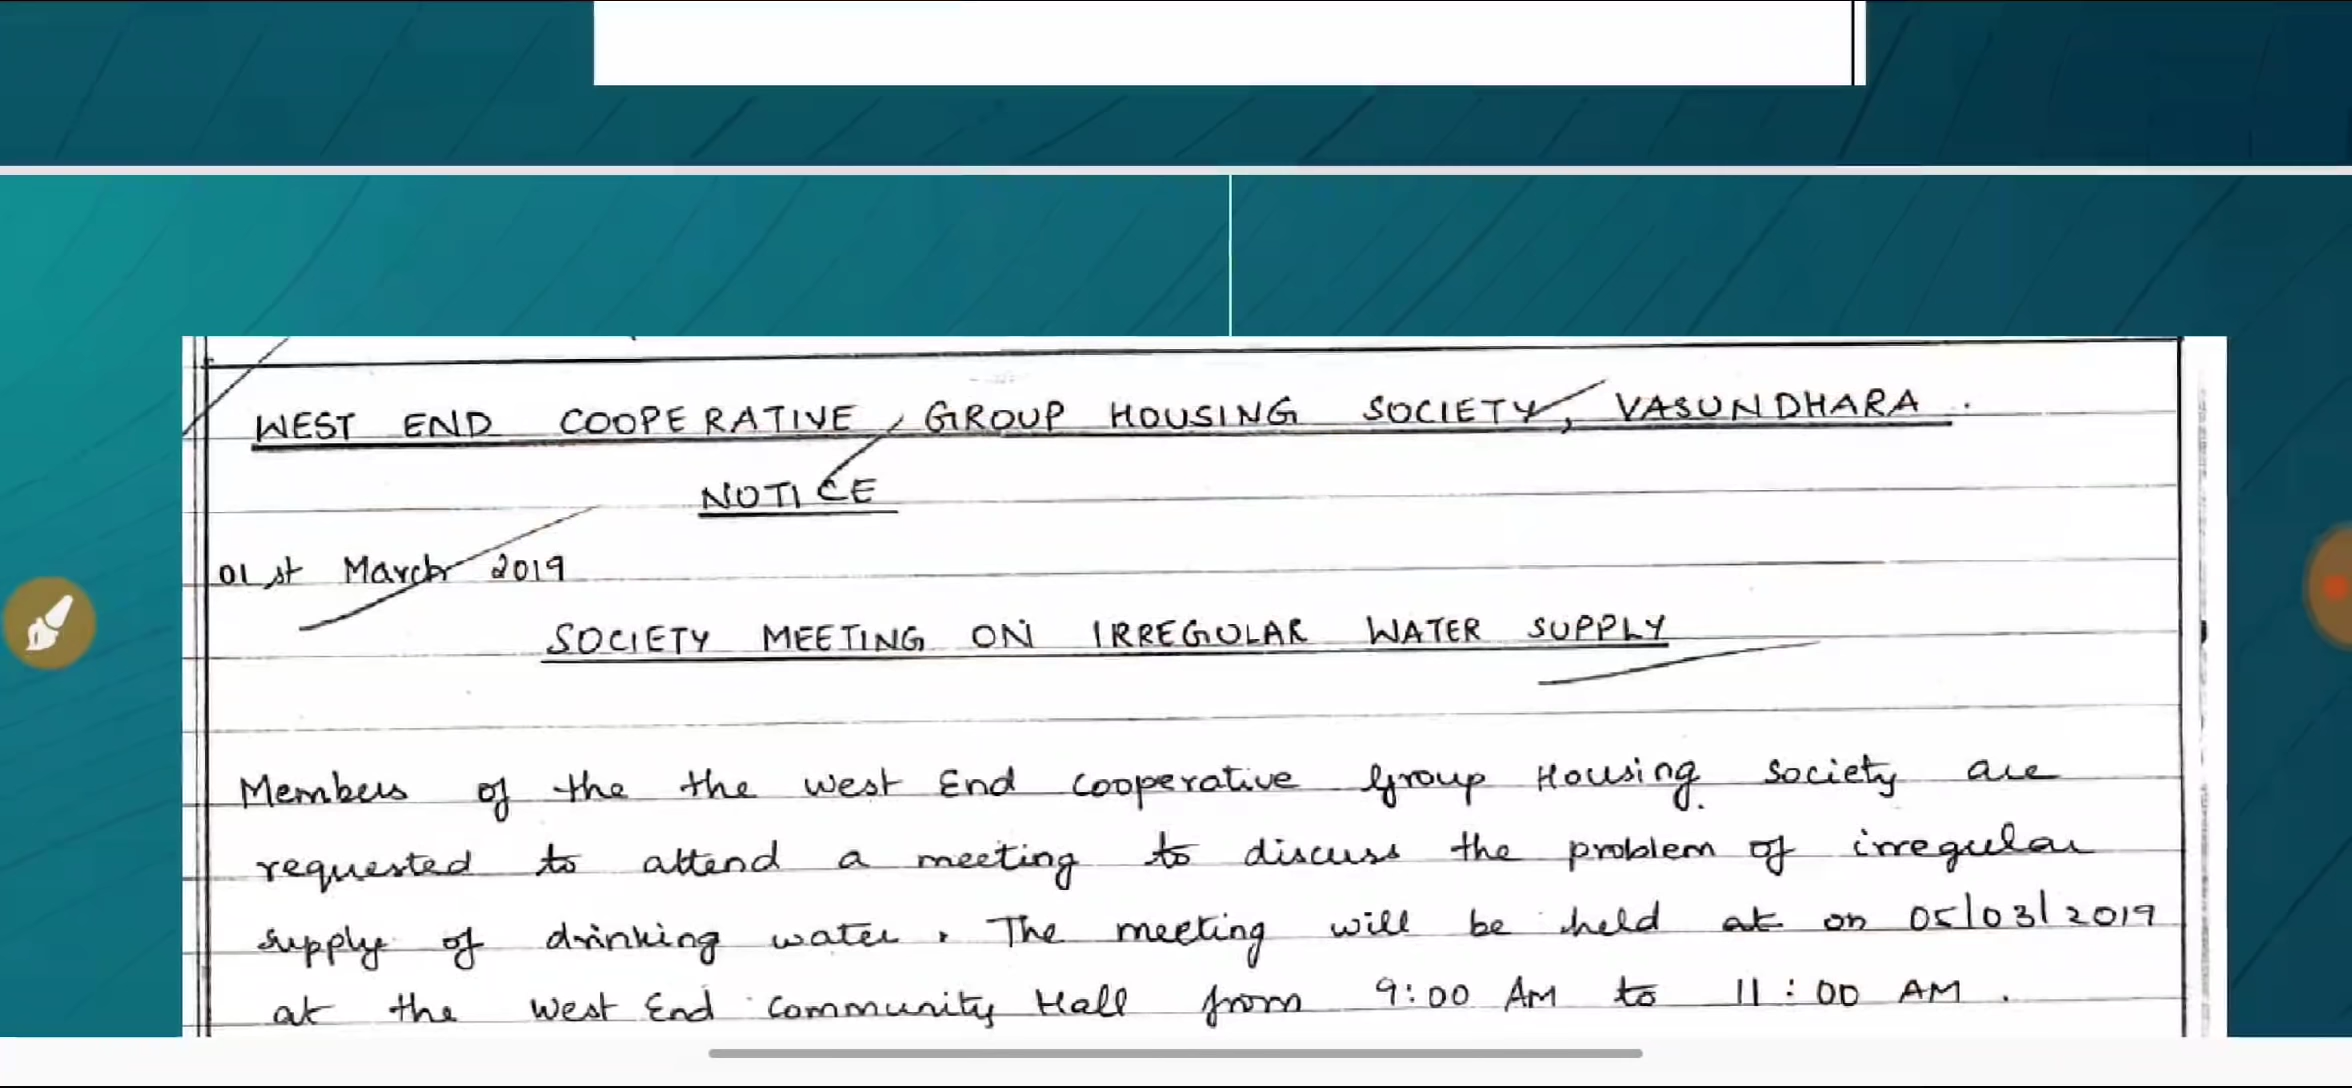 WEST END COOPERATIVE GROUP HOUSING SOCIETY, VASUNDHARA.
NOTICE
01st March 2019
SOCIETY MEETING ON IRREGULAR WATER SUPPLY
Members of the the West End Cooperative Group Housing Society are
requested to attend a meeting to discuss the problem of irregular
supply of drinking water. The meeting will be held at on 05/03/2019
at the West End Community Hall from 9:00 AM to 11:00 AM.